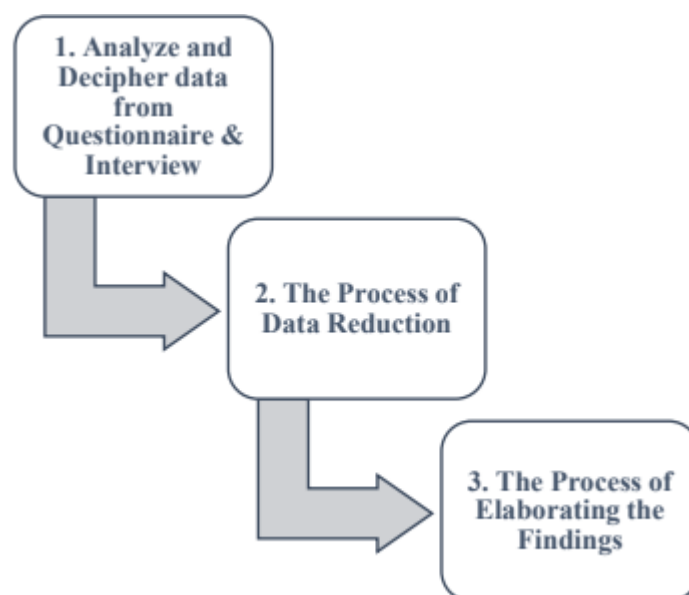 1. Analyze and
Decipher data
from
Questionnaire &
Interview
2. The Process of
Data Reduction
3. The Process of
Elaborating the
Findings